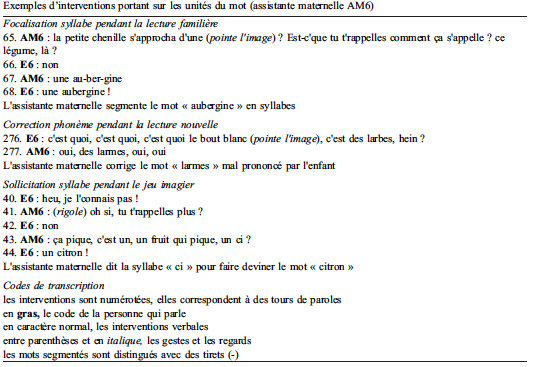 Exemples d'interventions portant sur les unités du mot (assistante maternelle AM6)
Focalisation syllabe pendant la lecture familière
65. AM6 : la petite chenille s'approcha d'une (pointe l'image) ? Est-c'que tu t'rappelles comment ça s'appelle ? ce
légume, là ?
66. E6 : non
67. AM6 : une au-ber-gine
68. E6 : une aubergine !
L'assistante maternelle segmente le mot « aubergine » en syllabes
Correction phonème pendant la lecture nouvelle
276. E6 : c'est quoi, c'est quoi, c'est quoi le bout blanc (pointe l'image), c'est des larbes, hein ?
277. AM6 : oui, des larmes, oui, oui
L'assistante maternelle corrige le mot « larmes » mal prononcé par l'enfant
Sollicitation syllabe pendant le jeu imagier
40. E6 : heu, je l'connais pas !
41. AM6 : (rigole) oh si, tu t'rappelles plus ?
42. E6 : non
43. AM6 : ça pique, c'est un, un fruit qui pique, un ci ?
44. E6 : un citron !
L'assistante maternelle dit la syllabe « ci » pour faire deviner le mot « citron »
Codes de transcription
les interventions sont numérotées, elles correspondent à des tours de paroles
en gras, le code de la personne qui parle
en caractère normal, les interventions verbales
entre parenthèses et en italique, les gestes et les regards
les mots segmentés sont distingués avec des tirets (-)